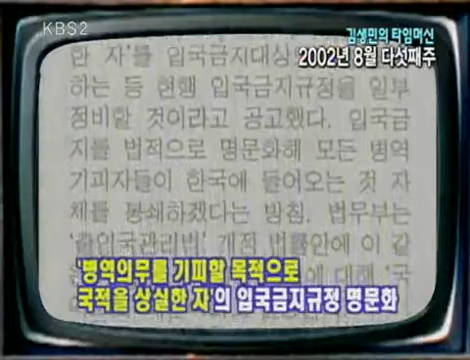 KBS2
김생민의 타임머신
2002년 8월 다섯째주
한 자'를 입국금지대상
하는 등 현행 입국금지규정을 일부
정비할 것이라고 공고했다. 입국금
지를 법적으로 명문화해 모든 병역
기피자들이 한국에 들어오는 것 자
체를 봉쇄하겠다는 방침. 법무부는
'출입국관리법' 개정 법률안에 이 같
'병역의무를 기피할 목적으로
에 대해 '국
국적을 상실한 자'의 입국금지규정 명문화